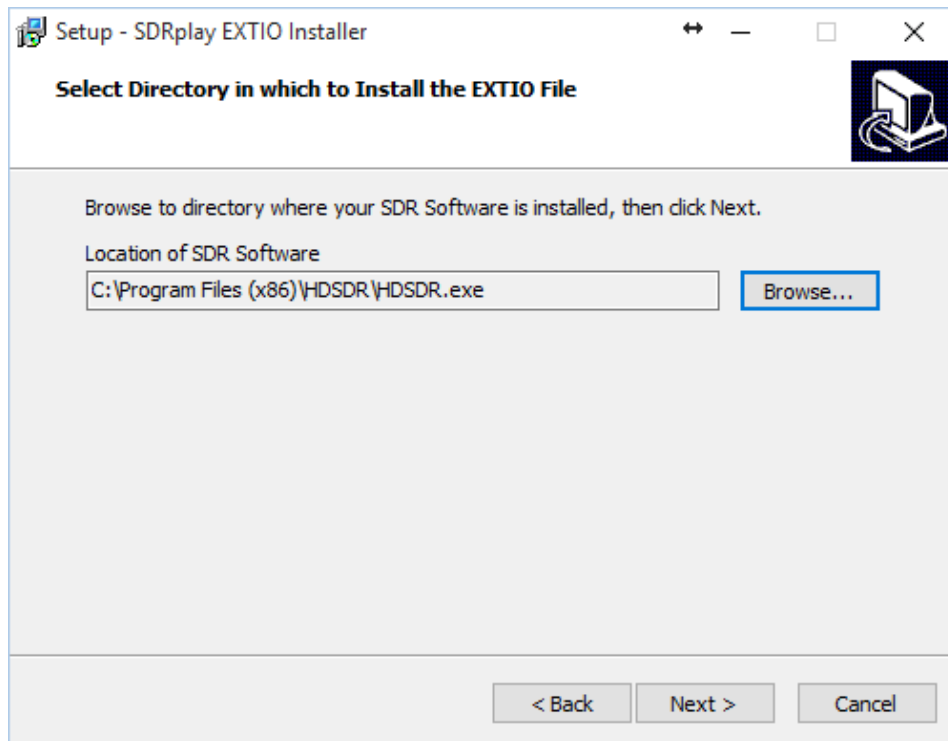 Setup - SDRplay EXTIO Installer
Select Directory in which to Install the EXTIO File
Browse to directory where your SDR Software is installed, then click Next.
Location of SDR Software
C:\Program Files (x86)\HDSDR\HDSDR.exe
Browse...
< Back
Next >
Cancel